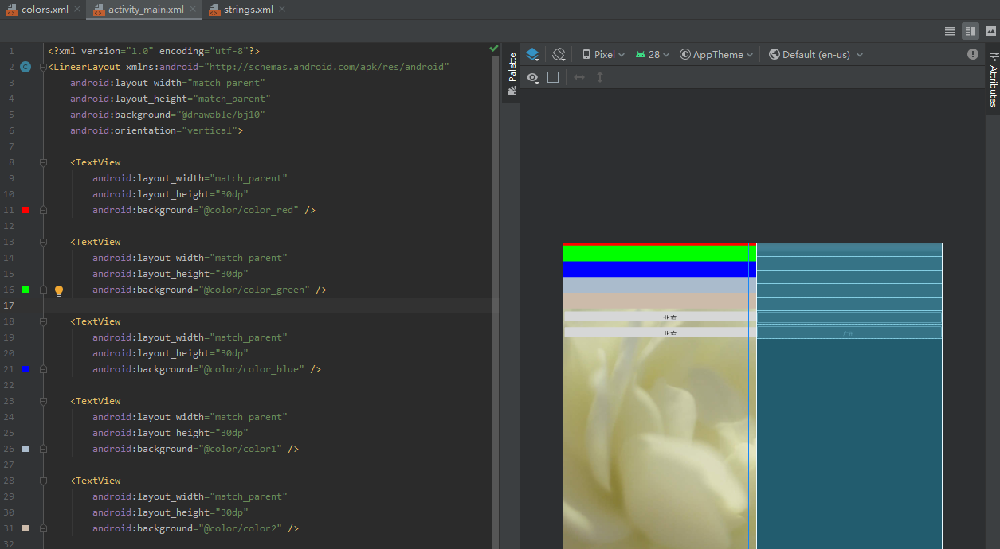 colors.xml
activity_main.xml
strings.xml
1 <?xml version="1.0" encoding="utf-8"?>
2 C <LinearLayout xmlns:android="http://schemas.android.com/apk/res/android"
3 android:layout_width="match_parent"
4 android:layout_height="match_parent"
5 android:background="@drawable/bj10"
6 android:orientation="vertical">
7
8 <TextView
9 android:layout_width="match_parent"
10 android:layout_height="30dp"
11 android:background="@color/color_red" />
12
13 <TextView
14 android:layout_width="match_parent"
15 android:layout_height="30dp"
16 android:background="@color/color_green" />
17
18 <TextView
19 android:layout_width="match_parent"
20 android:layout_height="30dp"
21 android:background="@color/color_blue" />
22
23 <TextView
24 android:layout_width="match_parent"
25 android:layout_height="30dp"
26 android:background="@color/color1" />
27
28 <TextView
29 android:layout_width="match_parent"
30 android:layout_height="30dp"
31 android:background="@color/color2" />
32
Palette
Pixel
28
AppTheme
Default (en-us)
Attributes
北京
北京
广州